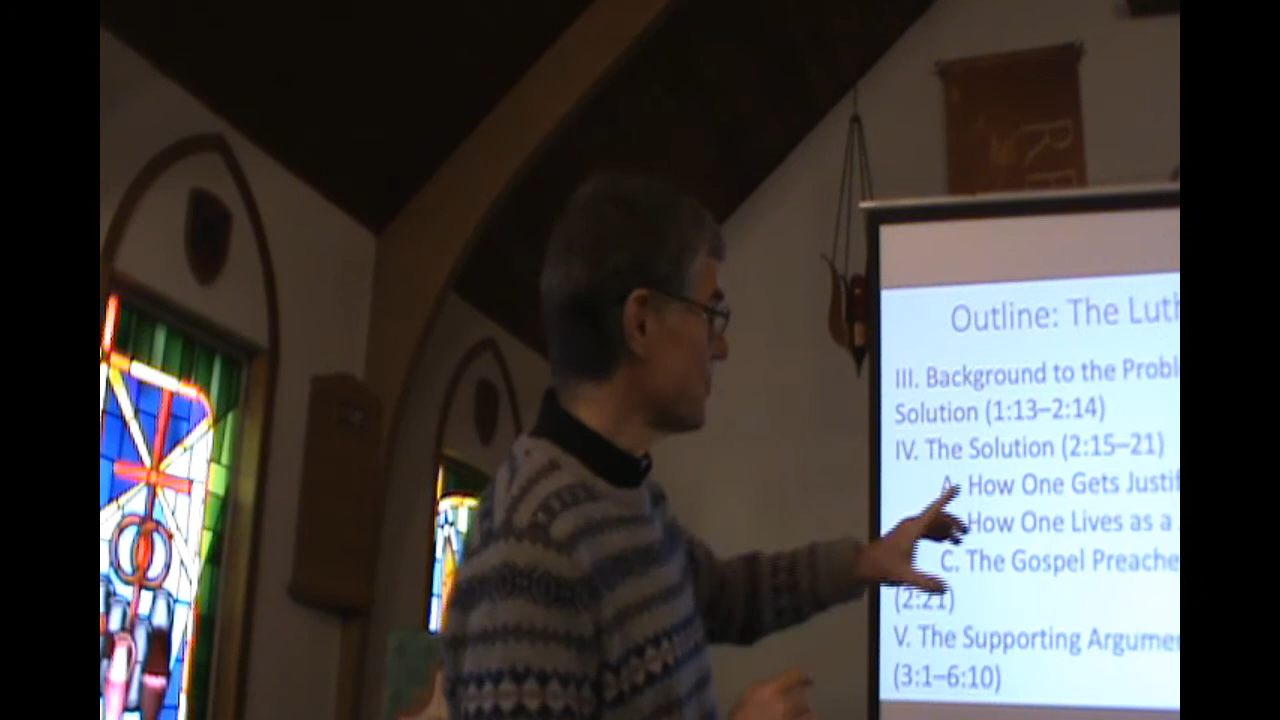 Outline: The Luth
III. Background to the Probl
Solution (1:13–2:14)
IV. The Solution (2:15–21)
A. How One Gets Justif
How One Lives as a
C. The Gospel Preache
(2:21)
V. The Supporting Argume
(3:1–6:10)